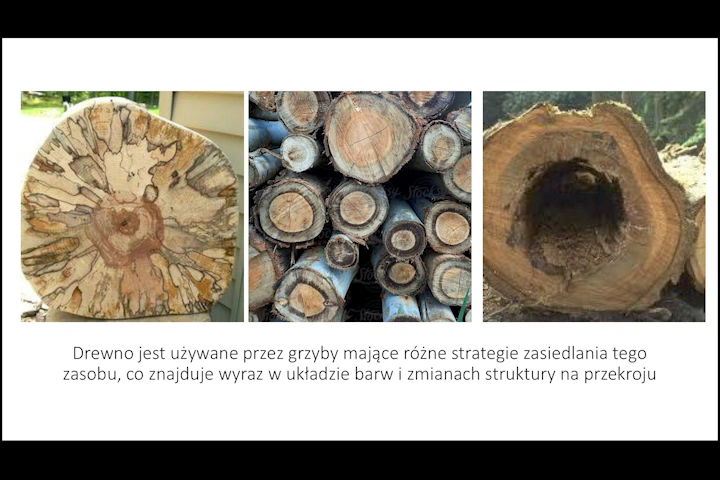 Drewno jest używane przez grzyby mające różne strategie zasiedlania tego
zasobu, co znajduje wyraz w układzie barw i zmianach struktury na przekroju